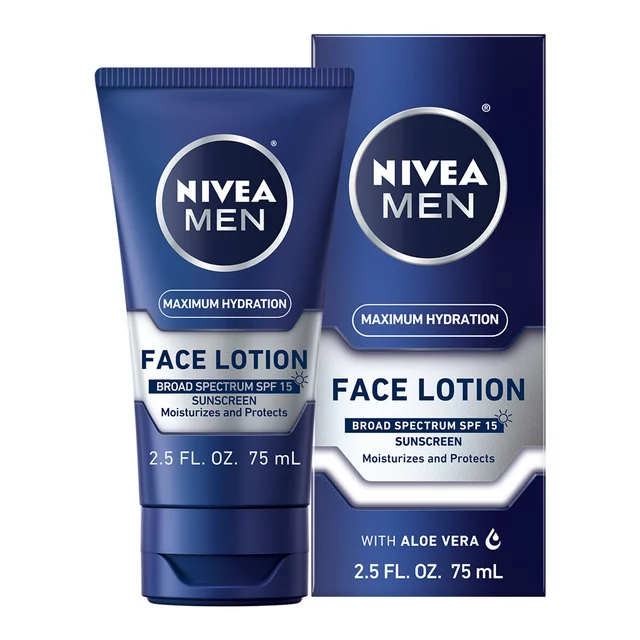 NIVEA
MEN
®
MAXIMUM HYDRATION
FACE LOTION
BROAD SPECTRUM SPF 15
SUNSCREEN
Moisturizes and Protects
2.5 FL. OZ. 75 mL
NIVEA
MEN
®
MAXIMUM HYDRATION
FACE LOTION
BROAD SPECTRUM SPF 15
SUNSCREEN
Moisturizes and Protects
WITH ALOE VERA
2.5 FL. OZ. 75 mL